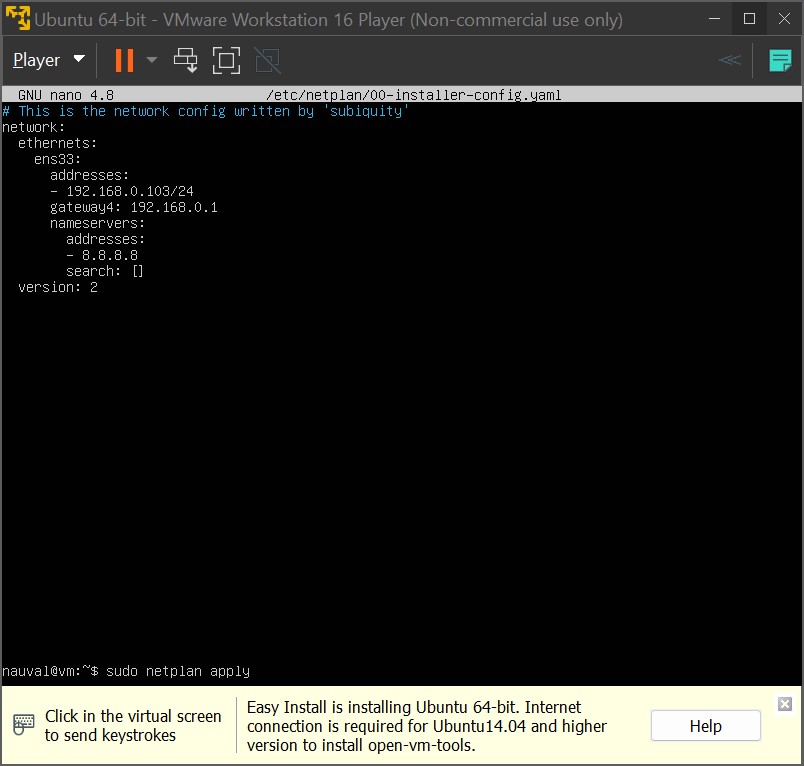 Ubuntu 64-bit - VMware Workstation 16 Player (Non-commercial use only)
Player
GNU nano 4.8 /etc/netplan/00-installer-config.yaml
# This is the network config written by 'subiquity'
network:
  ethernets:
    ens33:
      addresses:
      - 192.168.0.103/24
      gateway4: 192.168.0.1
      nameservers:
        addresses:
        - 8.8.8.8
        search: []
  version: 2
nauval@vm:~$ sudo netplan apply
Click in the virtual screen
to send keystrokes
Easy Install is installing Ubuntu 64-bit. Internet
connection is required for Ubuntu14.04 and higher
version to install open-vm-tools.
Help